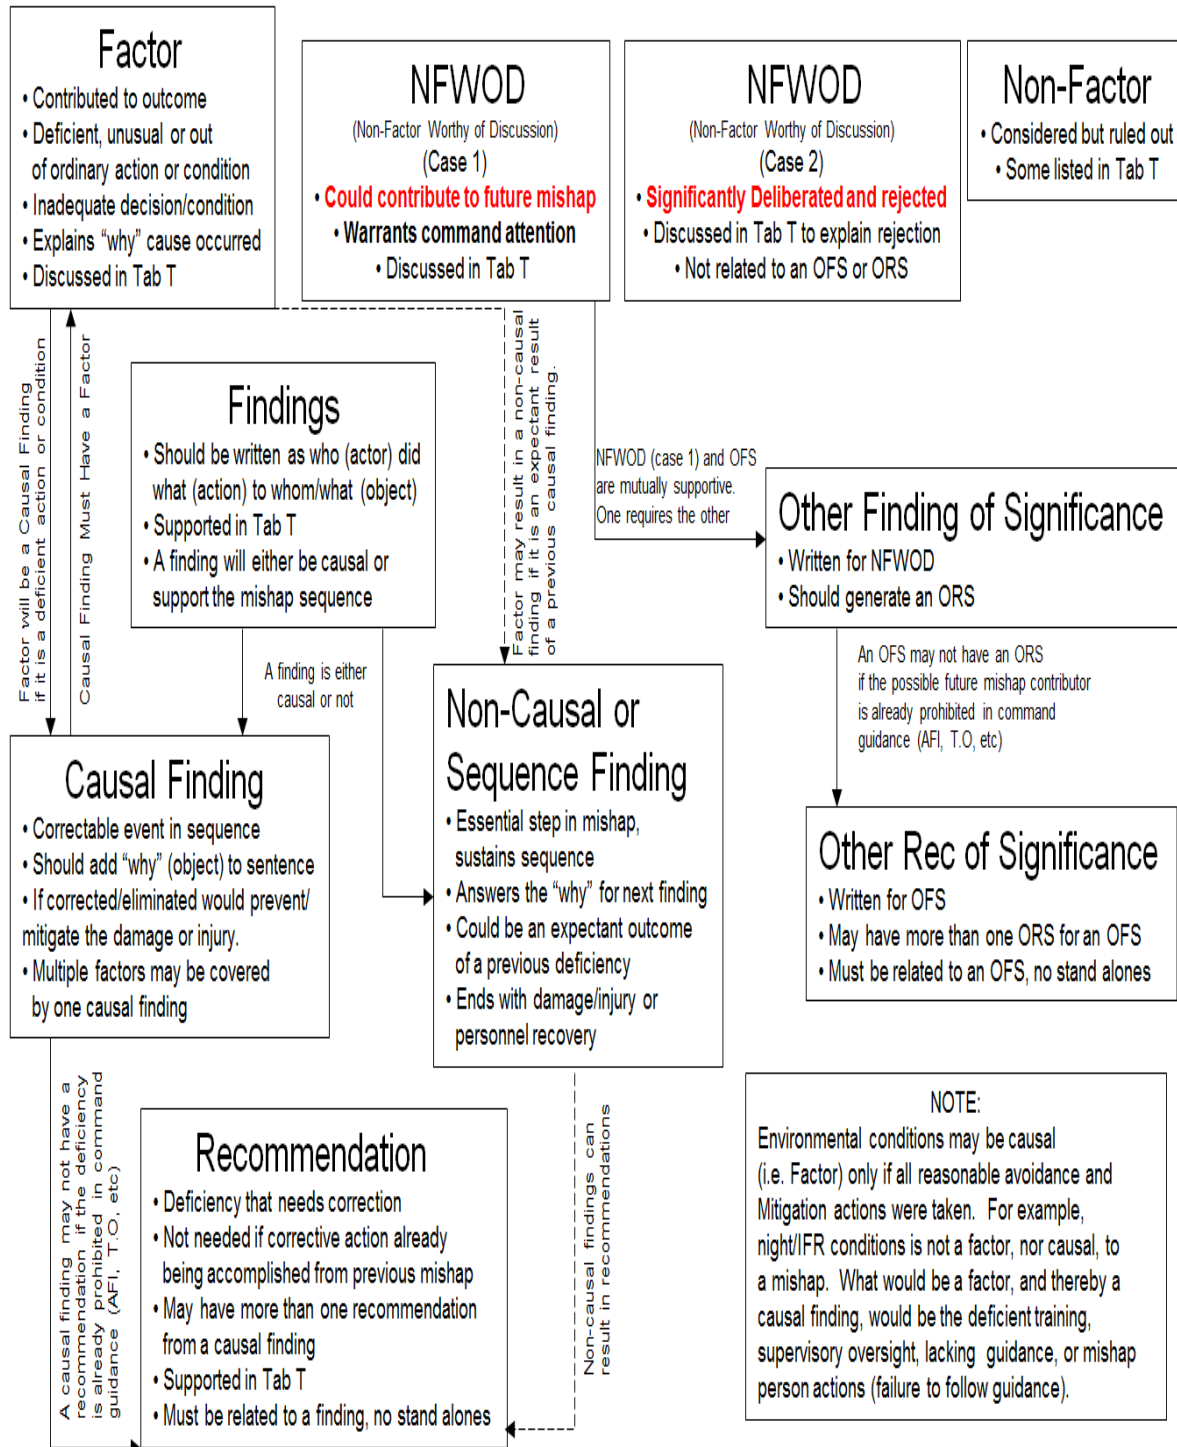 Factor
• Contributed to outcome
• Deficient, unusual or out
of ordinary action or condition
• Inadequate decision/condition
• Explains “why” cause occurred
• Discussed in Tab T
NFWOD
(Non-Factor Worthy of Discussion)
(Case 1)
• Could contribute to future mishap
• Warrants command attention
• Discussed in Tab T
NFWOD
(Non-Factor Worthy of Discussion)
(Case 2)
• Significantly Deliberated and rejected
• Discussed in Tab T to explain rejection
• Not related to an OFS or ORS
Non-Factor
• Considered but ruled out
• Some listed in Tab T
Factor will be a Causal Finding
if it is a deficient action or condition
Causal Finding Must Have a Factor
Findings
• Should be written as who (actor) did
what (action) to whom/what (object)
• Supported in Tab T
• A finding will either be causal or
support the mishap sequence
Factor may result in a non-causal
finding if it is an expectant result
of a previous causal finding.
NFWOD (case 1) and OFS
are mutually supportive.
One requires the other
Other Finding of Significance
• Written for NFWOD
• Should generate an ORS
A finding is either
causal or not
An OFS may not have an ORS
if the possible future mishap contributor
is already prohibited in command
guidance (AFI, T.O, etc)
Causal Finding
• Correctable event in sequence
• Should add “why” (object) to sentence
• If corrected/eliminated would prevent/
mitigate the damage or injury.
• Multiple factors may be covered
by one causal finding
Non-Causal or
Sequence Finding
• Essential step in mishap,
sustains sequence
• Answers the “why” for next finding
• Could be an expectant outcome
of a previous deficiency
• Ends with damage/injury or
personnel recovery
Other Rec of Significance
• Written for OFS
• May have more than one ORS for an OFS
• Must be related to an OFS, no stand alones
A causal finding may not have a
recommendation if the deficiency
is already prohibited in command
guidance (AFI, T.O, etc)
Recommendation
• Deficiency that needs correction
• Not needed if corrective action already
being accomplished from previous mishap
• May have more than one recommendation
from a causal finding
• Supported in Tab T
• Must be related to a finding, no stand alones
Non-causal findings can
result in recommendations
NOTE:
Environmental conditions may be causal
(i.e. Factor) only if all reasonable avoidance and
Mitigation actions were taken. For example,
night/IFR conditions is not a factor, nor causal, to
a mishap. What would be a factor, and thereby a
causal finding, would be the deficient training,
supervisory oversight, lacking guidance, or mishap
person actions (failure to follow guidance).